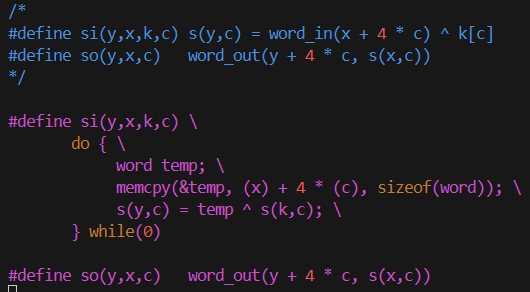 /*
#define si(y,x,k,c) s(y,c) = word_in(x + 4 * c) ^ k[c]
#define so(y,x,c)   word_out(y + 4 * c, s(x,c))
*/

#define si(y,x,k,c) \
       do { \
            word temp; \
            memcpy(&temp, (x) + 4 * (c), sizeof(word)); \
            s(y,c) = temp ^ s(k,c); \
       } while(0)

#define so(y,x,c)   word_out(y + 4 * c, s(x,c))